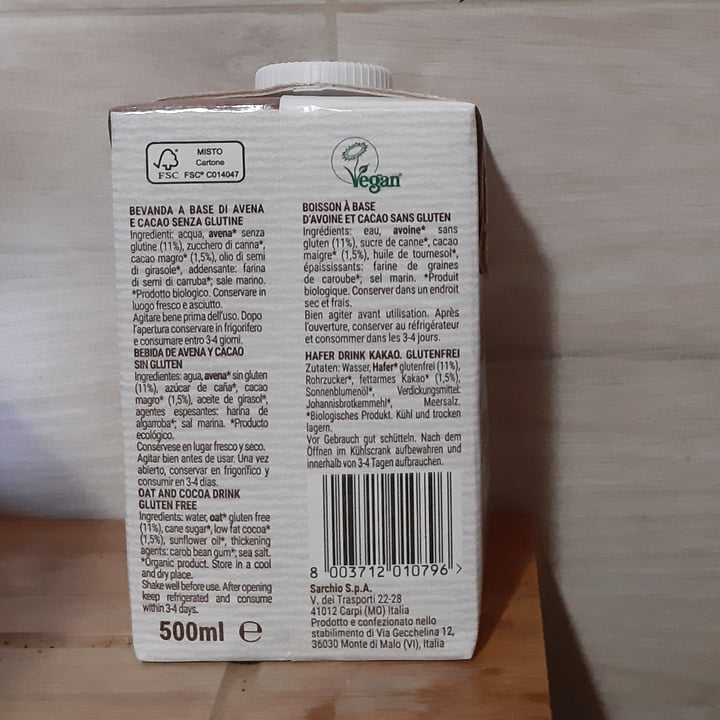 MISTO
Cartone
FSC FSC® C014047
BEVANDA A BASE DI AVENA
E CACAO SENZA GLUTINE
Ingredienti: acqua, avena* senza
glutine (11%), zucchero di canna*,
cacao magro* (1,5%), olio di semi
di girasole*, addensante: farina
di semi di carruba*; sale marino.
*Prodotto biologico. Conservare in
luogo fresco e asciutto.
Agitare bene prima dell'uso. Dopo
l'apertura conservare in frigorifero
e consumare entro 3-4 giorni.
BEBIDA DE AVENA Y CACAO
SIN GLUTEN
Ingredientes: agua, avena* sin gluten
(11%), azúcar de caña*, cacao
magro* (1,5%), aceite de girasol*,
agentes espesantes: harina de
algarroba*; sal marina. *Producto
ecológico.
Consérvese en lugar fresco y seco.
Agitar bien antes de usar. Una vez
abierto, conservar en frigorífico y
consumir en 3-4 días.
OAT AND COCOA DRINK
GLUTEN FREE
Ingredients: water, oat* gluten free
(11%), cane sugar*, low fat cocoa*
(1,5%), sunflower oil*, thickening
agents: carob bean gum*; sea salt.
*Organic product. Store in a cool
and dry place.
Shake well before use. After opening
keep refrigerated and consume
within 3-4 days.
500ml ℮
Vegan®
BOISSON À BASE
D'AVOINE ET CACAO SANS GLUTEN
Ingrédients: eau, avoine* sans
gluten (11%), sucre de canne*, cacao
maigre* (1,5%), huile de tournesol*,
épaississants: farine de graines
de caroube*; sel marin. *Produit
biologique. Conserver dans un endroit
sec et frais.
Bien agiter avant utilisation. Après
l'ouverture, conserver au réfrigérateur
et consommer dans les 3-4 jours.
HAFER DRINK KAKAO. GLUTENFREI
Zutaten: Wasser, Hafer* glutenfrei (11%),
Rohrzucker*, fettarmes Kakao* (1,5%),
Sonnenblumenöl*, Verdickungsmittel:
Johannisbrotkernmehl*, Meersalz.
*Biologisches Produkt. Kühl und trocken
lagern.
Vor Gebrauch gut schütteln. Nach dem
Öffnen im Kühlscrank aufbewahren und
innerhalb von 3-4 Tagen aufbrauchen.
8 003712 010796 >
Sarchio S.p.A.
V. dei Trasporti 22-28
41012 Carpi (MO) Italia
Prodotto e confezionato nello
stabilimento di Via Gecchelina 12,
36030 Monte di Malo (VI), Italia